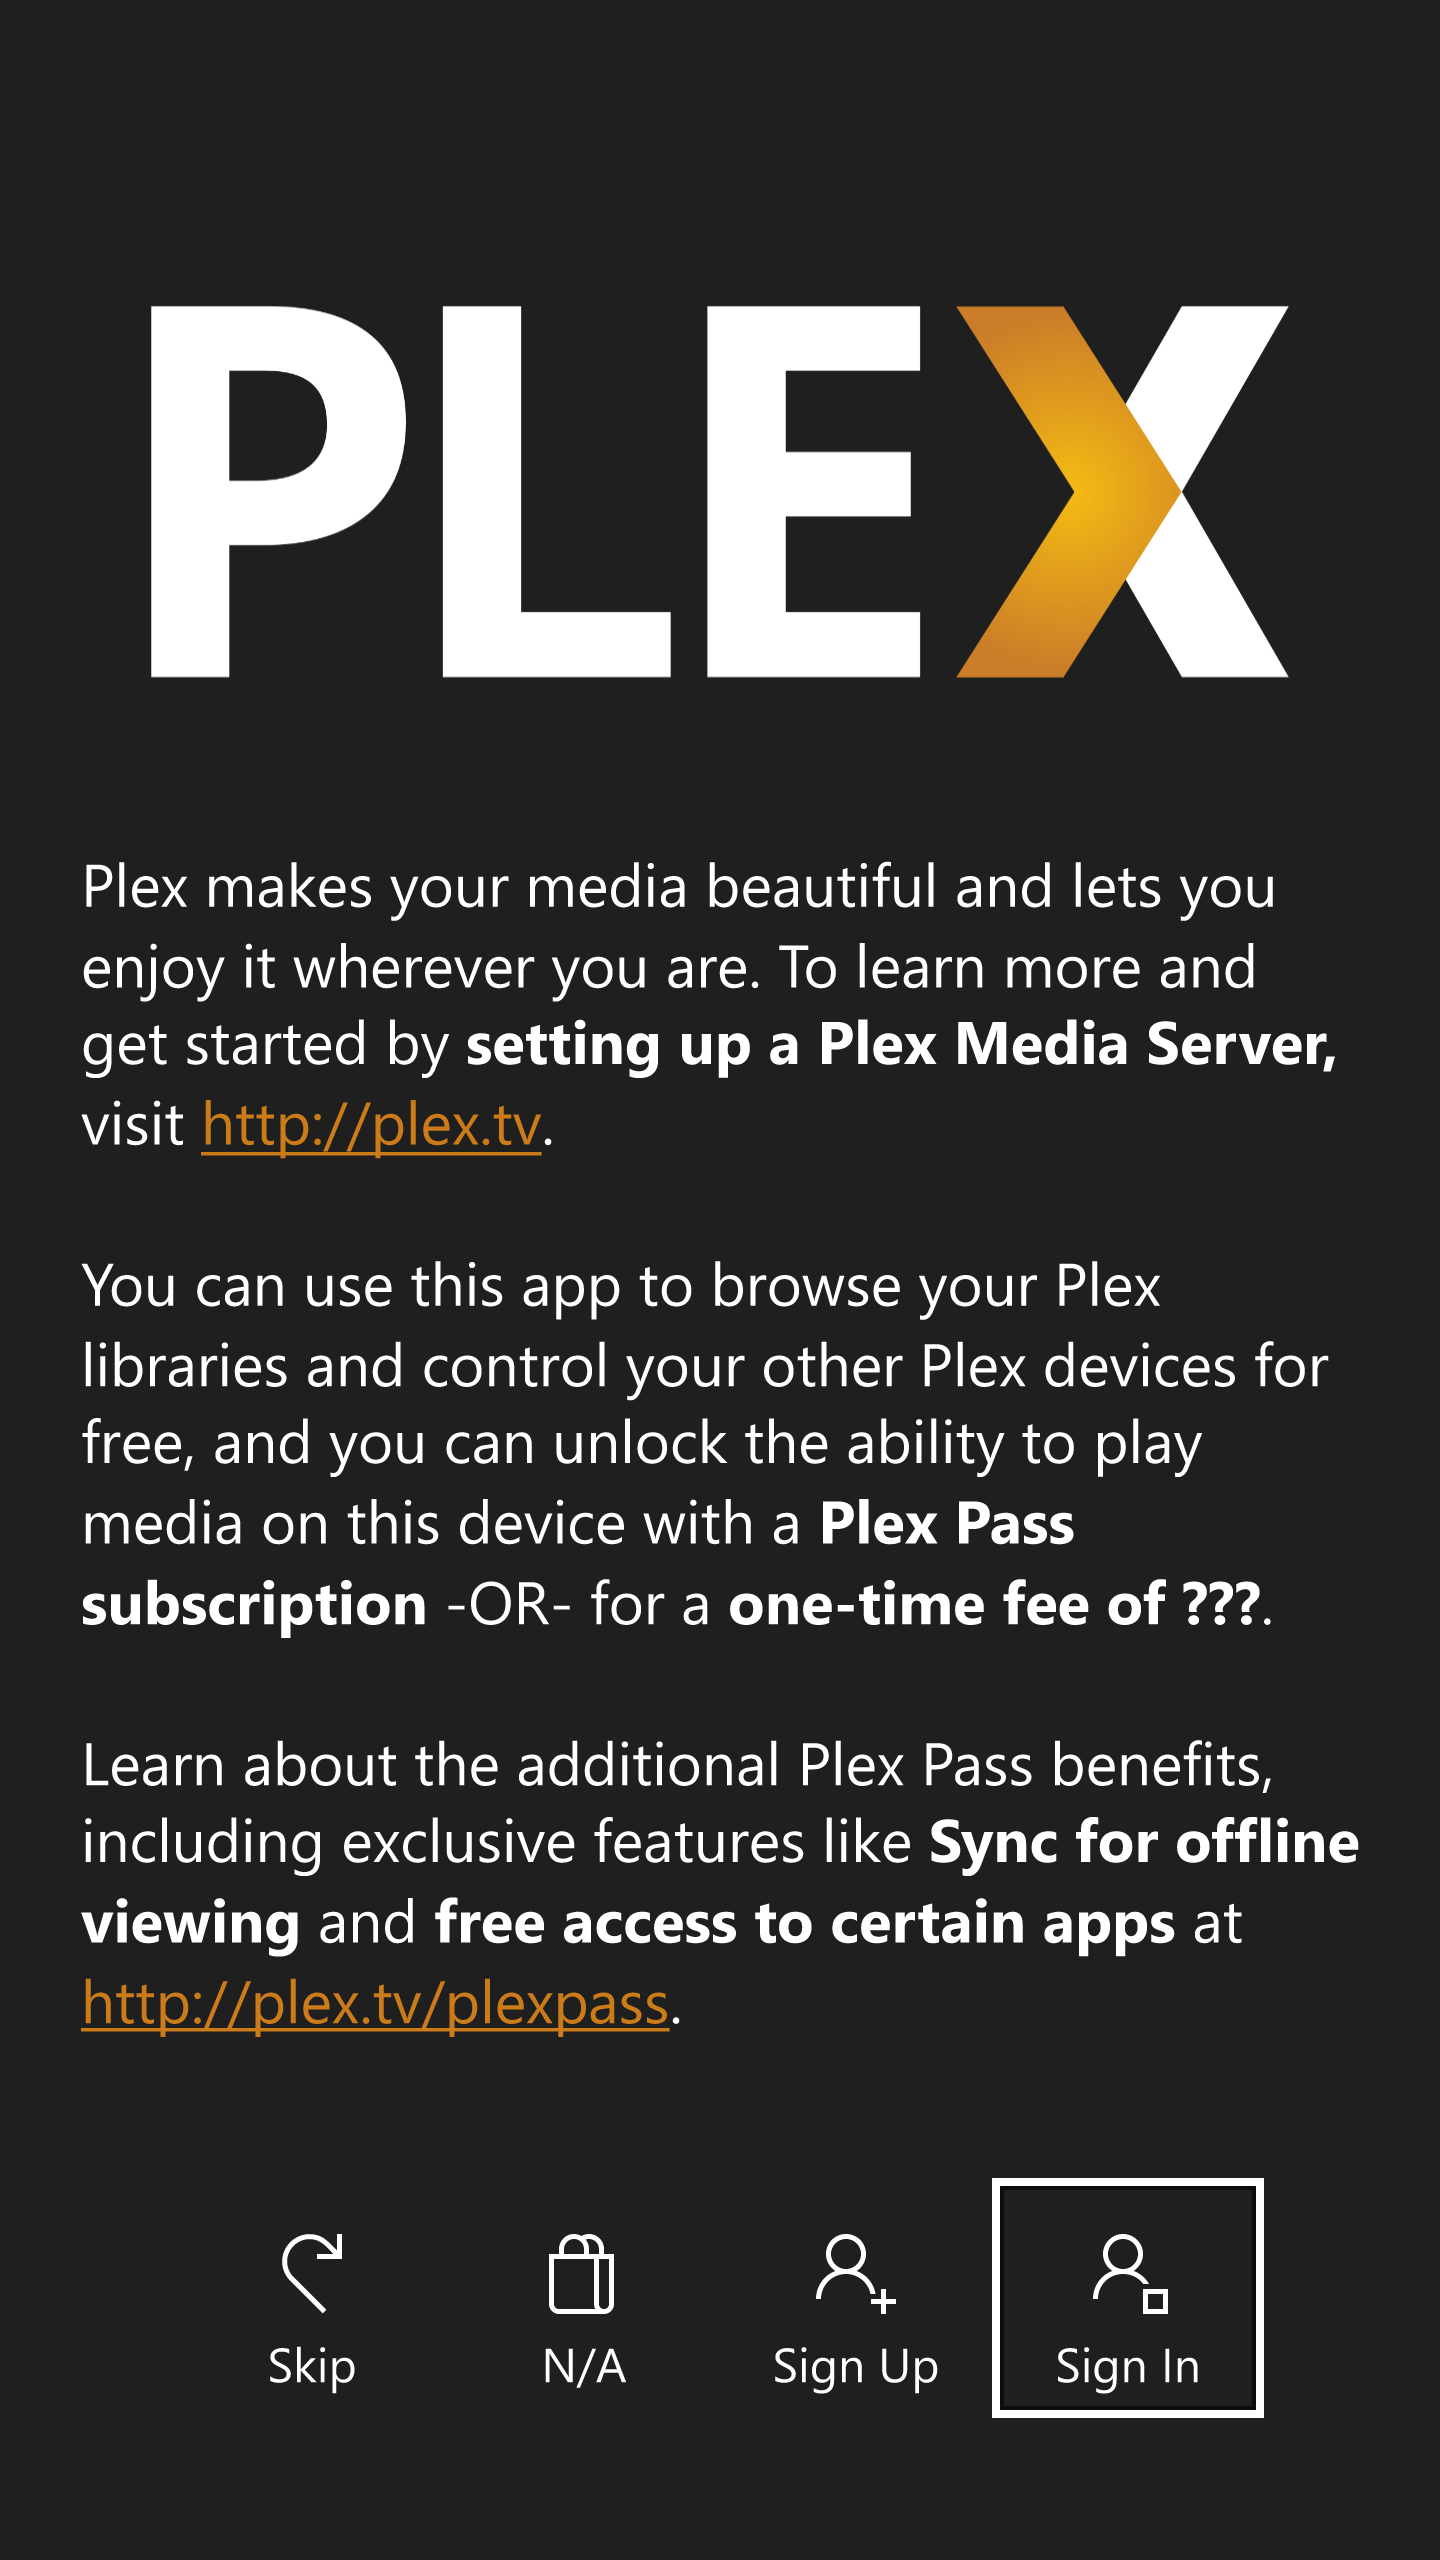 PLEX
Plex makes your media beautiful and lets you
enjoy it wherever you are. To learn more and
get started by setting up a Plex Media Server,
visit http://plex.tv.
You can use this app to browse your Plex
libraries and control your other Plex devices for
free, and you can unlock the ability to play
media on this device with a Plex Pass
subscription -OR- for a one-time fee of ???.
Learn about the additional Plex Pass benefits,
including exclusive features like Sync for offline
viewing and free access to certain apps at
http://plex.tv/plexpass.
Skip N/A Sign Up Sign In